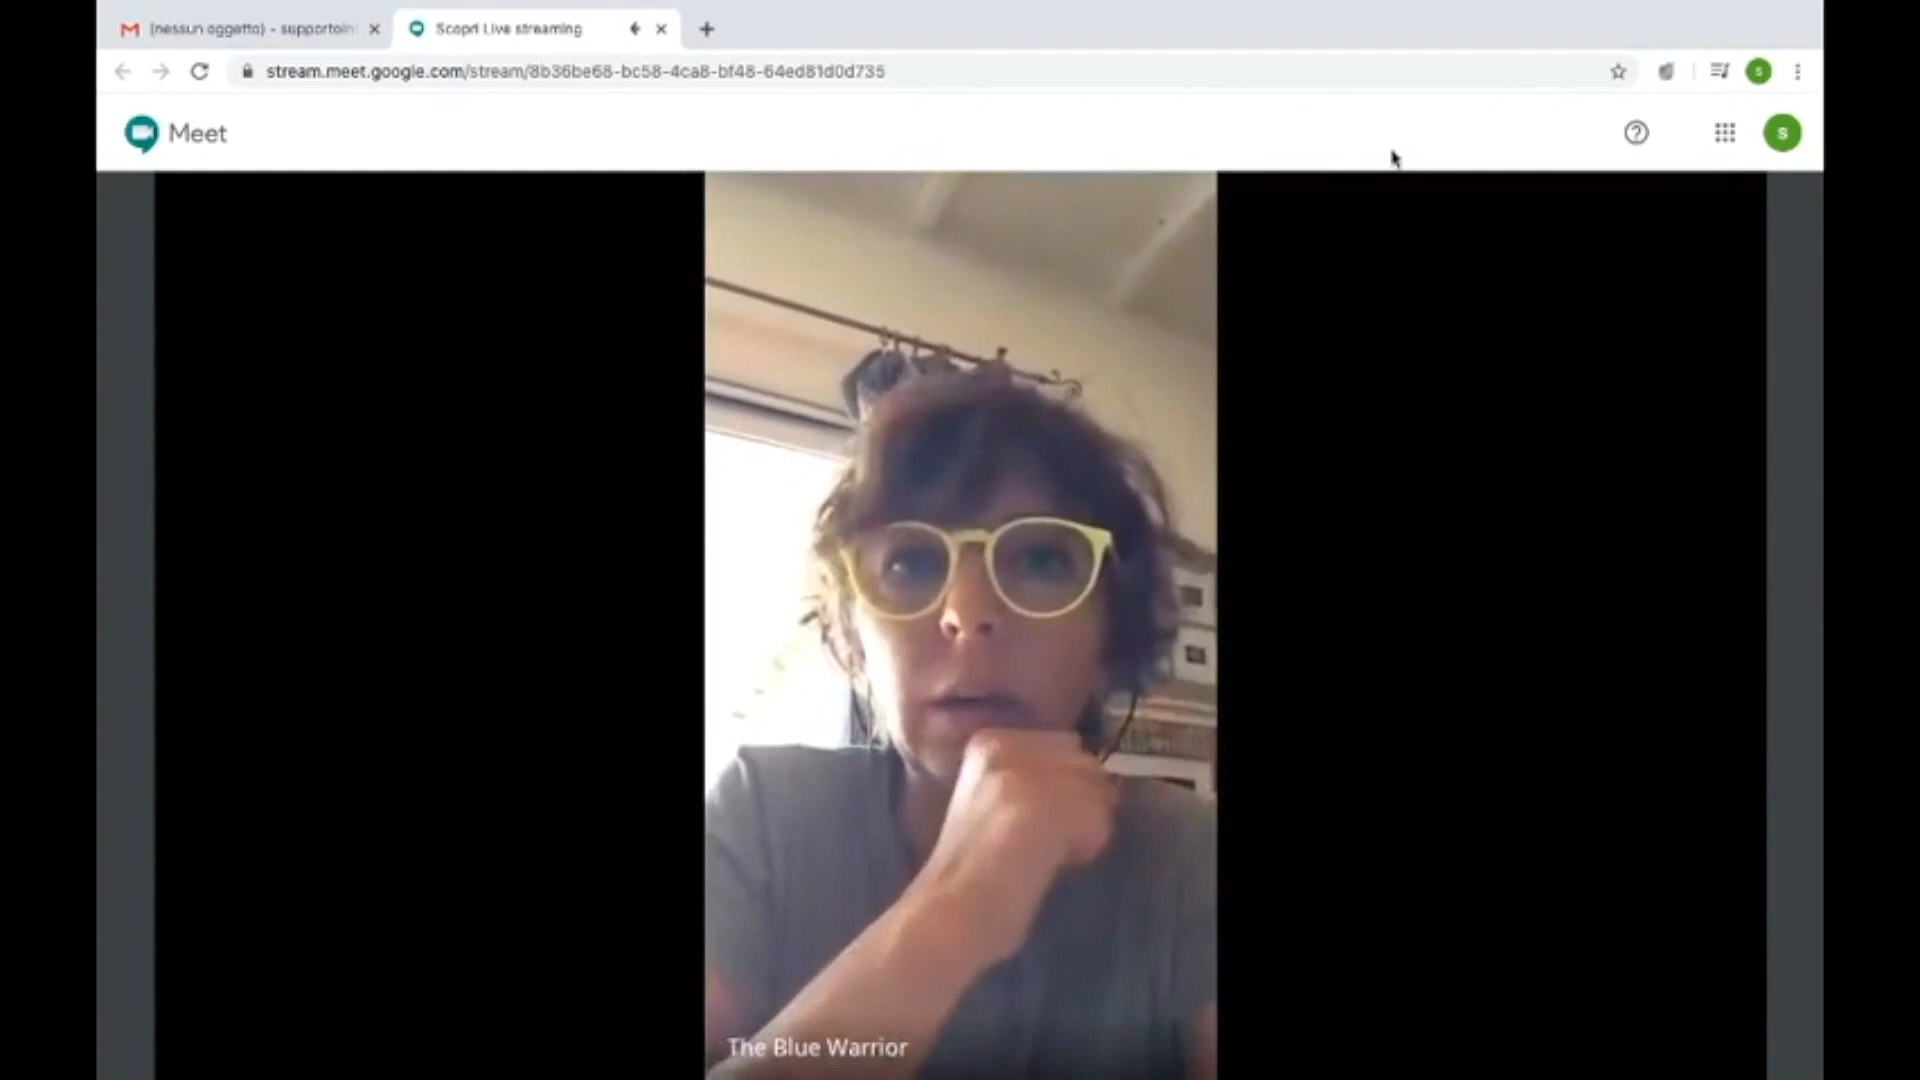 (nessun oggetto) - supportoin
Scopri Live streaming
stream.meet.google.com/stream/8b36be68-bc58-4ca8-bf48-64ed81d0d735
S
Meet
S
The Blue Warrior